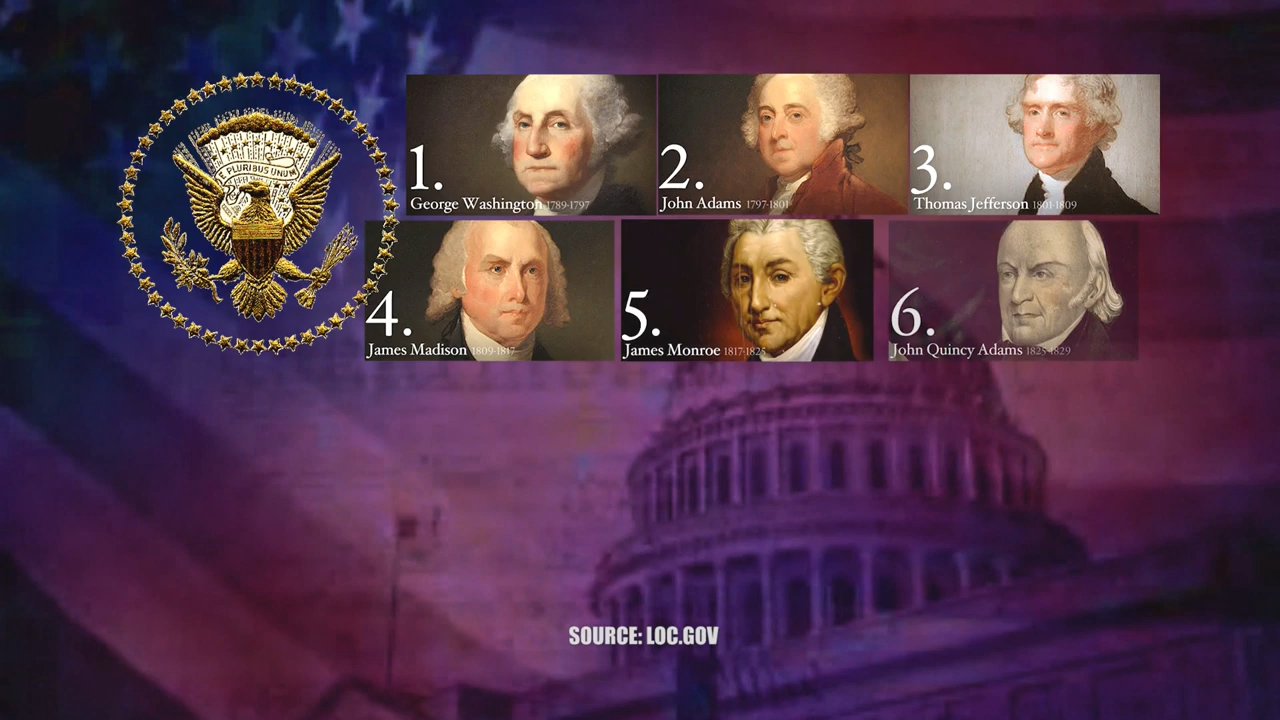 E PLURIBUS UNUM
1.
George Washington 1789-1797
2.
John Adams 1797-1801
3.
Thomas Jefferson 1801-1809
4.
James Madison 1809-1817
5.
James Monroe 1817-1825
6.
John Quincy Adams 1825-1829
SOURCE: LOC.GOV